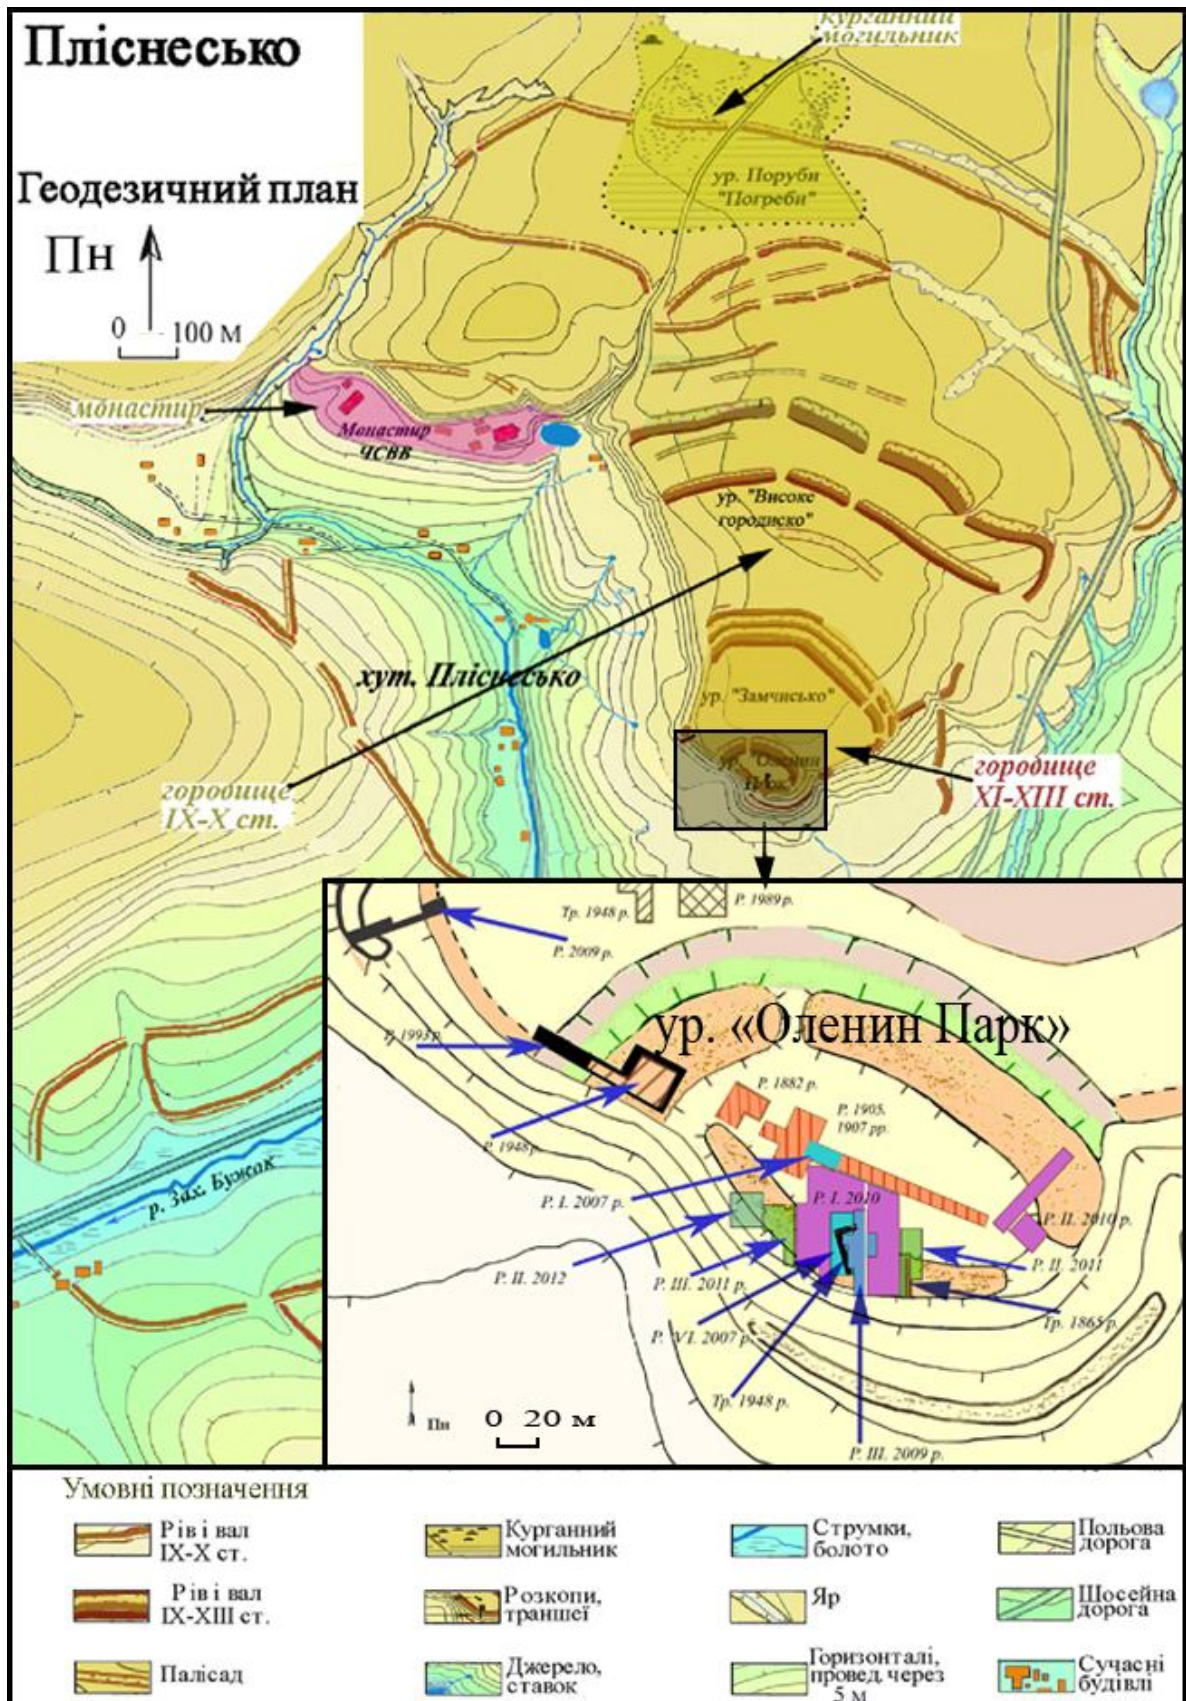 Пліснесько
Геодезичний план
Пн
0 100 м
курганний
могильник
ур. Поруби
"Погреби"
монастир
Монастир
ЧСВВ
ур. "Високе
городиско"
хут. Пліснесько
ур. "Замчисько"
ур. "Оленин
Парк"
городище
IX-X ст.
городище
XI-XIII ст.
р. Зах. Бужок
Тр. 1948 р.
Р. 1989 р.
Р. 2009 р.
ур. «Оленин Парк»
Р. 1993 р.
Р. 1948 р.
Р. 1882 р.
Р. 1905,
1907 рр.
Р. І. 2007 р.
Р. І. 2010
Р. ІІ. 2010 р.
Р. ІІ. 2012
Р. ІІІ. 2011 р.
Р. ІІ. 2011
Р. VІ. 2007 р.
Тр. 1865 р.
Тр. 1948 р.
Р. ІІІ. 2009 р.
Пн
0 20 м
Умовні позначення
Рів і вал
IX-X ст.
Рів і вал
IX-XIII ст.
Палісад
Курганний
могильник
Розкопи,
траншеї
Джерело,
ставок
Струмки,
болото
Яр
Горизонталі,
провед. через
5 м
Польова
дорога
Шосейна
дорога
Сучасні
будівлі